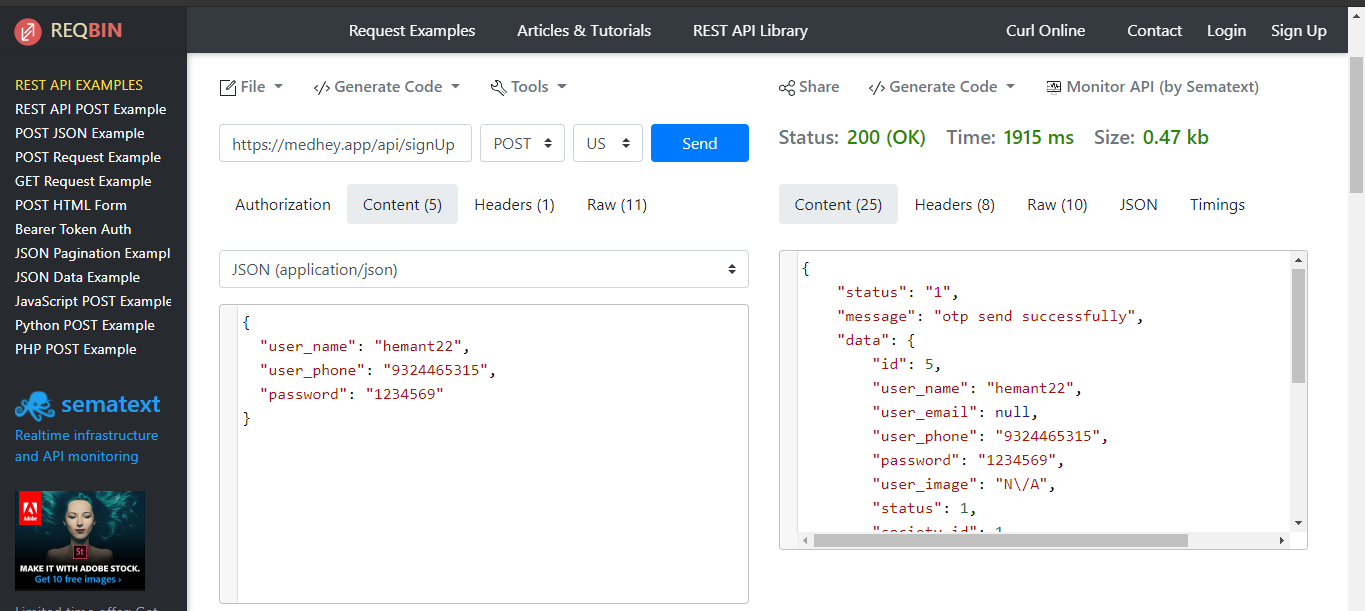 REQBIN
Request Examples Articles & Tutorials REST API Library Curl Online Contact Login Sign Up
REST API EXAMPLES
REST API POST Example
POST JSON Example
POST Request Example
GET Request Example
POST HTML Form
Bearer Token Auth
JSON Pagination Exampl
JSON Data Example
JavaScript POST Example
Python POST Example
PHP POST Example
sematext
Realtime infrastructure
and API monitoring
Adobe
St
MAKE IT WITH ADOBE STOCK.
Get 10 free images ›
Limited time offer: Get
File </> Generate Code Tools
https://medhey.app/api/signUp POST US Send
Authorization Content (5) Headers (1) Raw (11)
JSON (application/json)
{
"user_name": "hemant22",
"user_phone": "9324465315",
"password": "1234569"
}
Share </> Generate Code Monitor API (by Sematext)
Status: 200 (OK) Time: 1915 ms Size: 0.47 kb
Content (25) Headers (8) Raw (10) JSON Timings
{
"status": "1",
"message": "otp send successfully",
"data": {
"id": 5,
"user_name": "hemant22",
"user_email": null,
"user_phone": "9324465315",
"password": "1234569",
"user_image": "N\/A",
"status": 1,
"society_id": 1